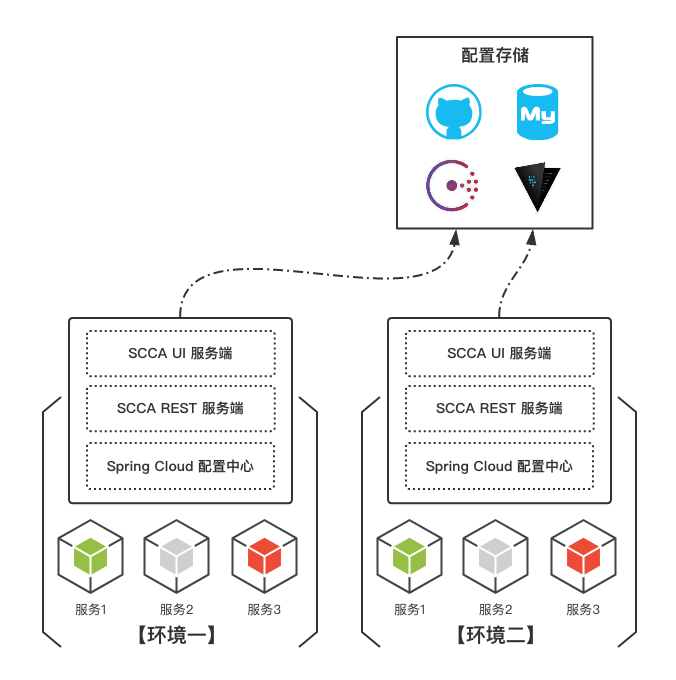 配置存储
My
SCCA UI 服务端
SCCA REST 服务端
Spring Cloud 配置中心
服务1
服务2
服务3
【环境一】
SCCA UI 服务端
SCCA REST 服务端
Spring Cloud 配置中心
服务1
服务2
服务3
【环境二】